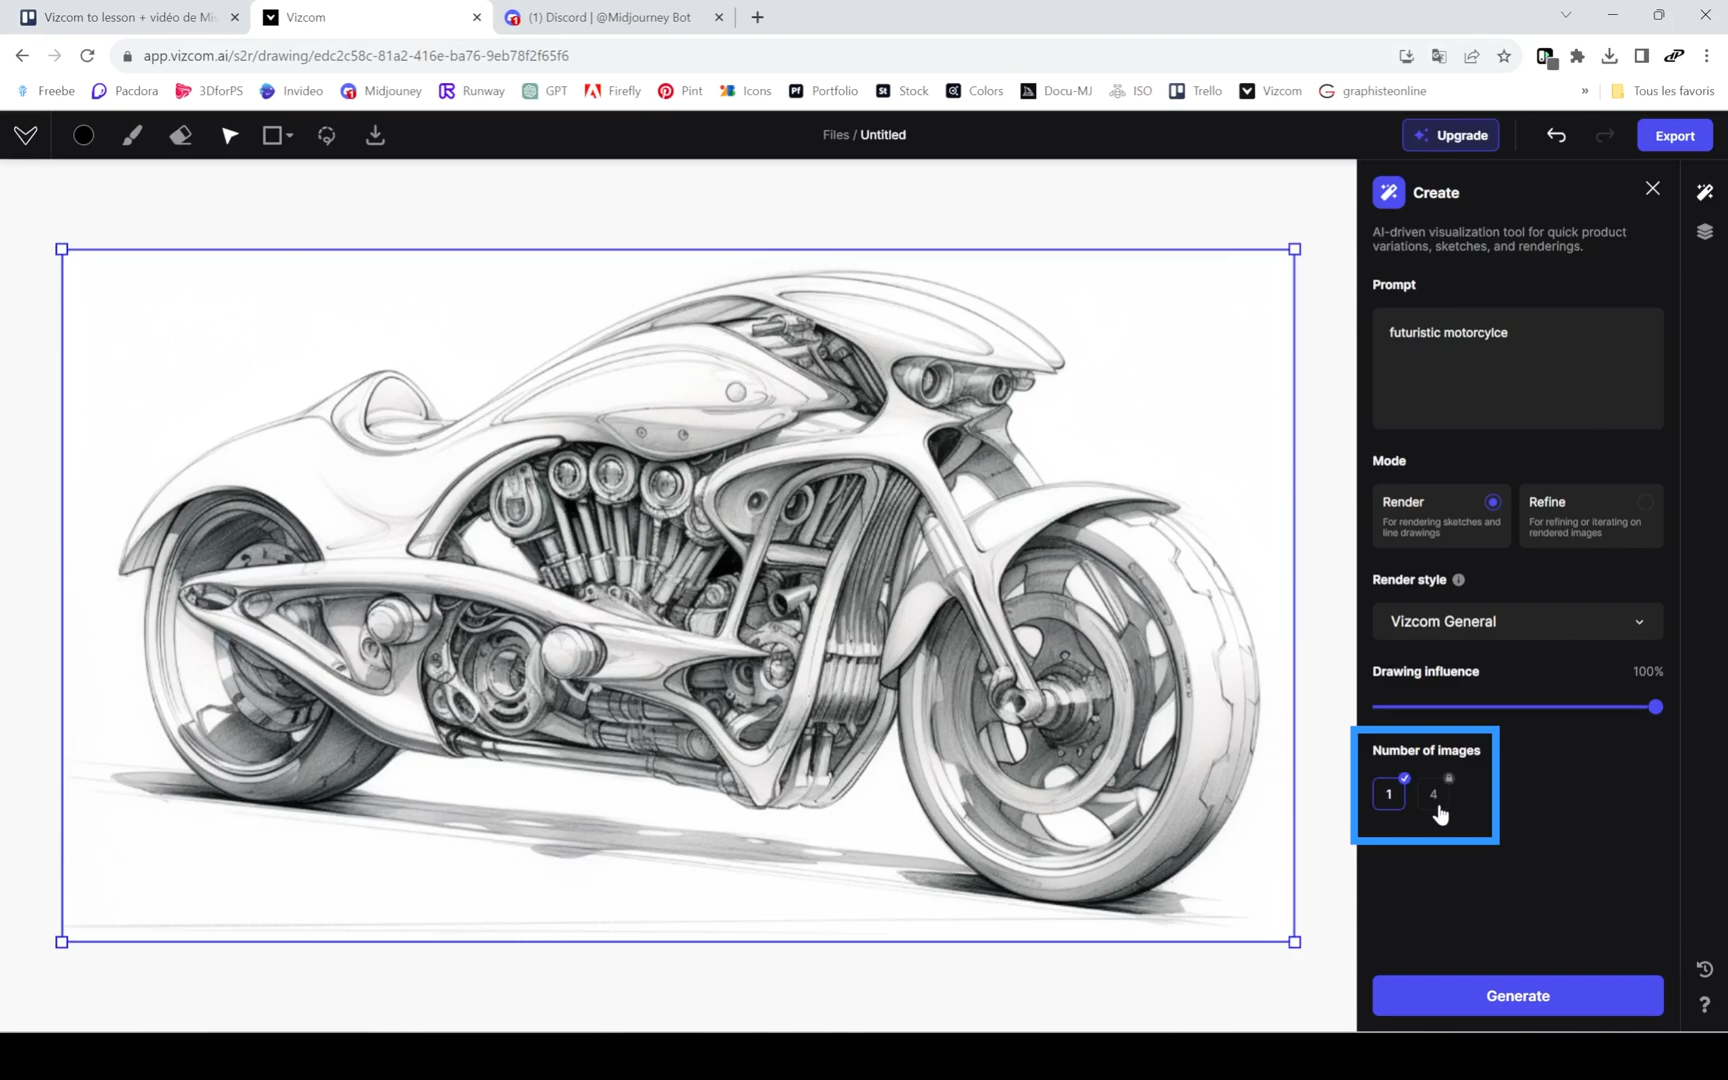 Vizcom to lesson + vidéo de Mi
Vizcom
(1) Discord | @Midjourney Bot
app.vizcom.ai/s2r/drawing/edc2c58c-81a2-416e-ba76-9eb78f2f65f6
Freebe
Pacdora
3DforPS
Invideo
Midjouney
Runway
GPT
Firefly
Pint
Icons
Portfolio
Stock
Colors
Docu-MJ
ISO
Trello
Vizcom
graphisteonline
»
Tous les favoris
Files / Untitled
Upgrade
Export
Create
AI-driven visualization tool for quick product
variations, sketches, and renderings.
Prompt
futuristic motorcylce
Mode
Render
For rendering sketches and
line drawings
Refine
For refining or iterating on
rendered images
Render style
Vizcom General
Drawing influence 100%
Number of images
1 4
Generate